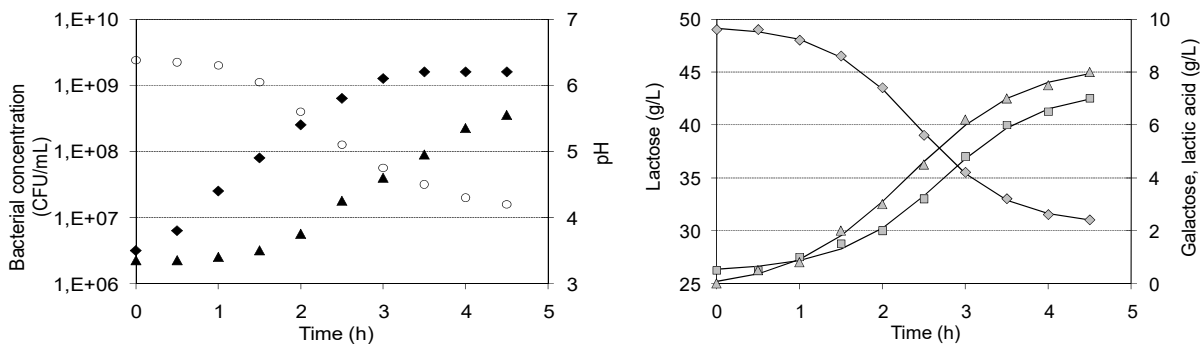 1,E+10
1,E+09
1,E+08
1,E+07
1,E+06
Bacterial concentration
(CFU/mL)
7
6
5
4
3
pH
0 1 2 3 4 5
Time (h)
50
45
40
35
30
25
Lactose (g/L)
10
8
6
4
2
0
Galactose, lactic acid (g/L)
0 1 2 3 4 5
Time (h)